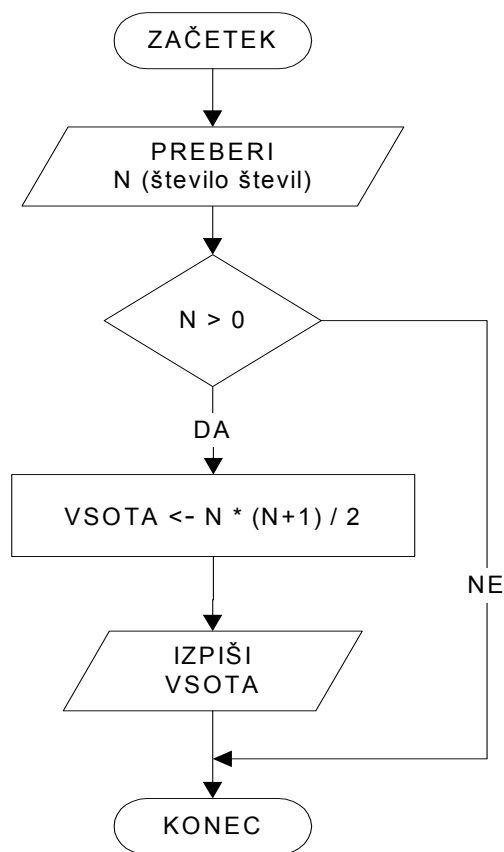 ZAČETEK
PREBERI
N (število števil)
N > 0
DA
VSOTA <- N * (N+1) / 2
NE
IZPIŠI
VSOTA
KONEC